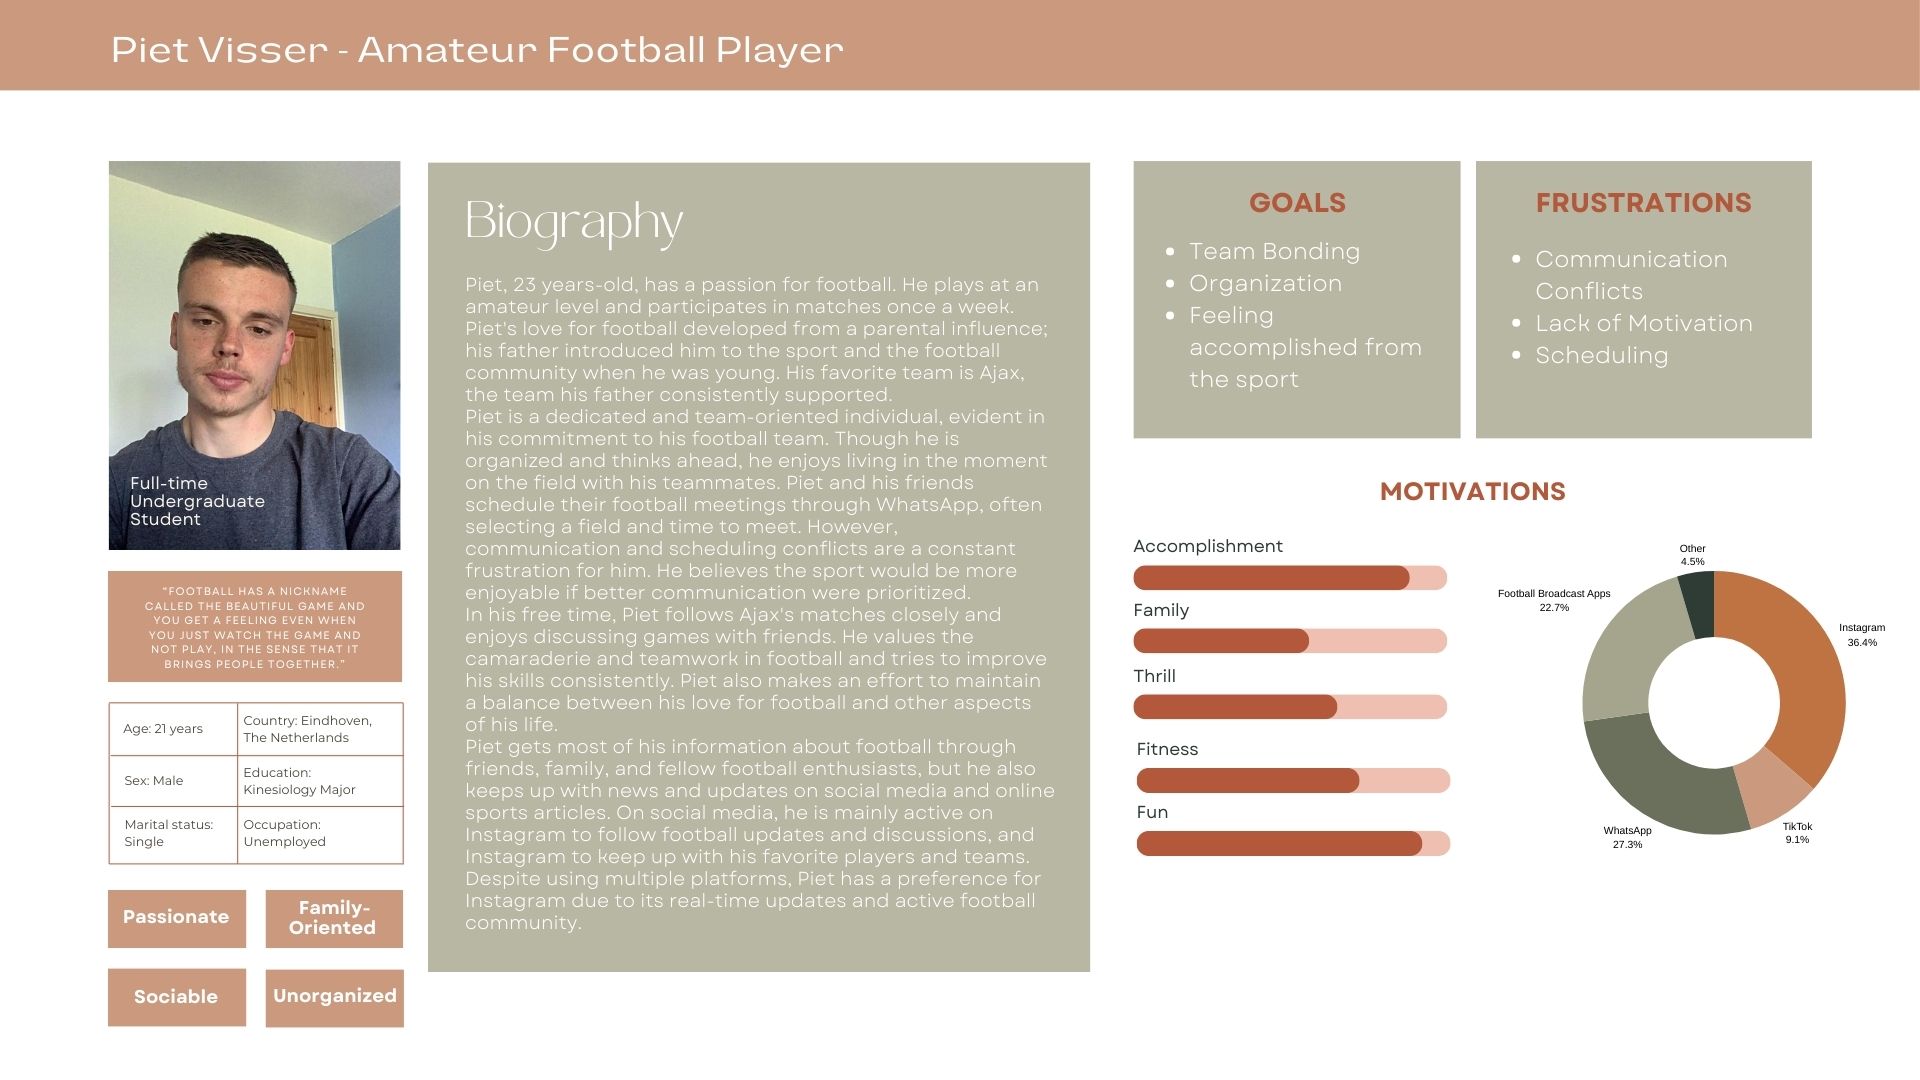 Piet Visser - Amateur Football Player
Full-time
Undergraduate
Student
"FOOTBALL HAS A NICKNAME
CALLED THE BEAUTIFUL GAME AND
YOU GET A FEELING EVEN WHEN
YOU JUST WATCH THE GAME AND
NOT PLAY, IN THE SENSE THAT IT
BRINGS PEOPLE TOGETHER."
Age: 21 years
Country: Eindhoven,
The Netherlands
Sex: Male
Education:
Kinesiology Major
Marital status:
Single
Occupation:
Unemployed
Passionate
Family-
Oriented
Sociable
Unorganized
Biography
Piet, 23 years-old, has a passion for football. He plays at an
amateur level and participates in matches once a week.
Piet's love for football developed from a parental influence;
his father introduced him to the sport and the football
community when he was young. His favorite team is Ajax,
the team his father consistently supported.
Piet is a dedicated and team-oriented individual, evident in
his commitment to his football team. Though he is
organized and thinks ahead, he enjoys living in the moment
on the field with his teammates. Piet and his friends
schedule their football meetings through WhatsApp, often
selecting a field and time to meet. However,
communication and scheduling conflicts are a constant
frustration for him. He believes the sport would be more
enjoyable if better communication were prioritized.
In his free time, Piet follows Ajax's matches closely and
enjoys discussing games with friends. He values the
camaraderie and teamwork in football and tries to improve
his skills consistently. Piet also makes an effort to maintain
a balance between his love for football and other aspects
of his life.
Piet gets most of his information about football through
friends, family, and fellow football enthusiasts, but he also
keeps up with news and updates on social media and online
sports articles. On social media, he is mainly active on
Instagram to follow football updates and discussions, and
Instagram to keep up with his favorite players and teams.
Despite using multiple platforms, Piet has a preference for
Instagram due to its real-time updates and active football
community.
GOALS
• Team Bonding
• Organization
• Feeling
accomplished from
the sport
FRUSTRATIONS
• Communication
Conflicts
• Lack of Motivation
• Scheduling
MOTIVATIONS
Accomplishment
Family
Thrill
Fitness
Fun
Other
4.5%
Football Broadcast Apps
22.7%
Instagram
36.4%
WhatsApp
27.3%
TikTok
9.1%